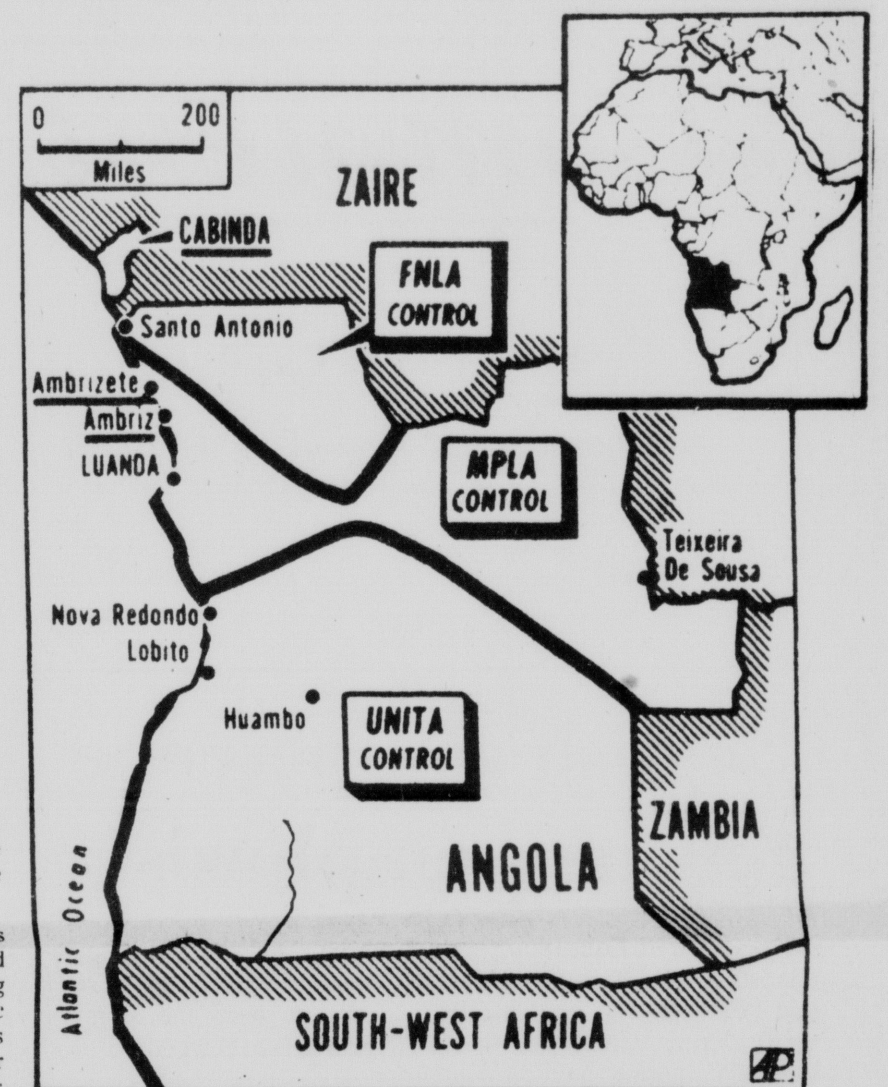 0 200
Miles
ZAIRE
CABINDA
FNLA
CONTROL
Santo Antonio
Ambrizete
Ambriz
LUANDA
MPLA
CONTROL
Teixeira
De Sousa
Nova Redondo
Lobito
Huambo
UNITA
CONTROL
ZAMBIA
ANGOLA
Atlantic Ocean
SOUTH-WEST AFRICA
AP